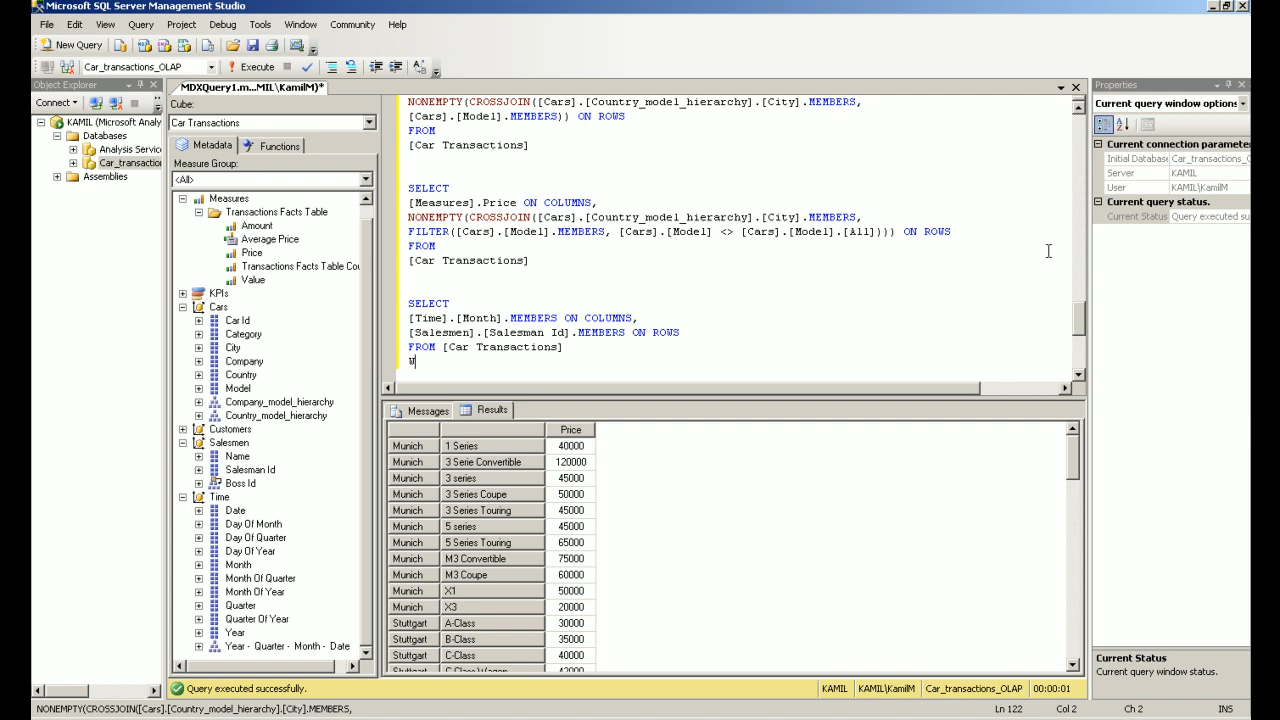 Microsoft SQL Server Management Studio
File Edit View Query Project Debug Tools Window Community Help
New Query
Car_transactions_OLAP Execute
Object Explorer
Connect
KAMIL (Microsoft Analy
Databases
Analysis Servic
Car_transactio
Assemblies
MDXQuery1.m...MIL\KamilM)*
Cube:
Car Transactions
Metadata Functions
Measure Group:
<All>
Measures
Transactions Facts Table
Amount
Average Price
Price
Transactions Facts Table Cou
Value
KPIs
Cars
Car Id
Category
City
Company
Country
Model
Company_model_hierarchy
Country_model_hierarchy
Customers
Salesmen
Name
Salesman Id
Boss Id
Time
Date
Day Of Month
Day Of Quarter
Day Of Year
Month
Month Of Quarter
Month Of Year
Quarter
Quarter Of Year
Year
Year - Quarter - Month - Date
NONEMPTY(CROSSJOIN([Cars].[Country_model_hierarchy].[City].MEMBERS,
[Cars].[Model].MEMBERS)) ON ROWS
FROM
[Car Transactions]
SELECT
[Measures].Price ON COLUMNS,
NONEMPTY(CROSSJOIN([Cars].[Country_model_hierarchy].[City].MEMBERS,
FILTER([Cars].[Model].MEMBERS, [Cars].[Model] <> [Cars].[Model].[All]))) ON ROWS
FROM
[Car Transactions]
SELECT
[Time].[Month].MEMBERS ON COLUMNS,
[Salesmen].[Salesman Id].MEMBERS ON ROWS
FROM [Car Transactions]
W
Messages Results
Price
Munich 1 Series 40000
Munich 3 Serie Convertible 120000
Munich 3 series 45000
Munich 3 Series Coupe 50000
Munich 3 Series Touring 45000
Munich 5 series 45000
Munich 5 Series Touring 65000
Munich M3 Convertible 75000
Munich M3 Coupe 60000
Munich X1 50000
Munich X3 20000
Stuttgart A-Class 30000
Stuttgart B-Class 35000
Stuttgart C-Class 40000
Properties
Current query window options
Current connection parameter
Initial Database Car_transactions_O
Server KAMIL
User KAMIL\KamilM
Current query status.
Current Status Query executed su
Current Status
Current query window status.
Query executed successfully. KAMIL KAMIL\KamilM Car_transactions_OLAP 00:00:01
NONEMPTY(CROSSJOIN([Cars].[Country_model_hierarchy].[City].MEMBERS, Ln 122 Col 2 Ch 2 INS